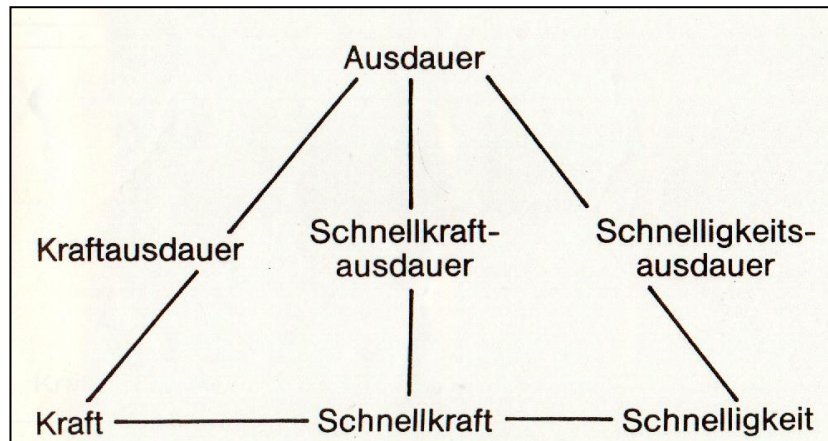 Ausdauer
Kraftausdauer
Schnellkraft-
ausdauer
Schnelligkeits-
ausdauer
Kraft
Schnellkraft
Schnelligkeit